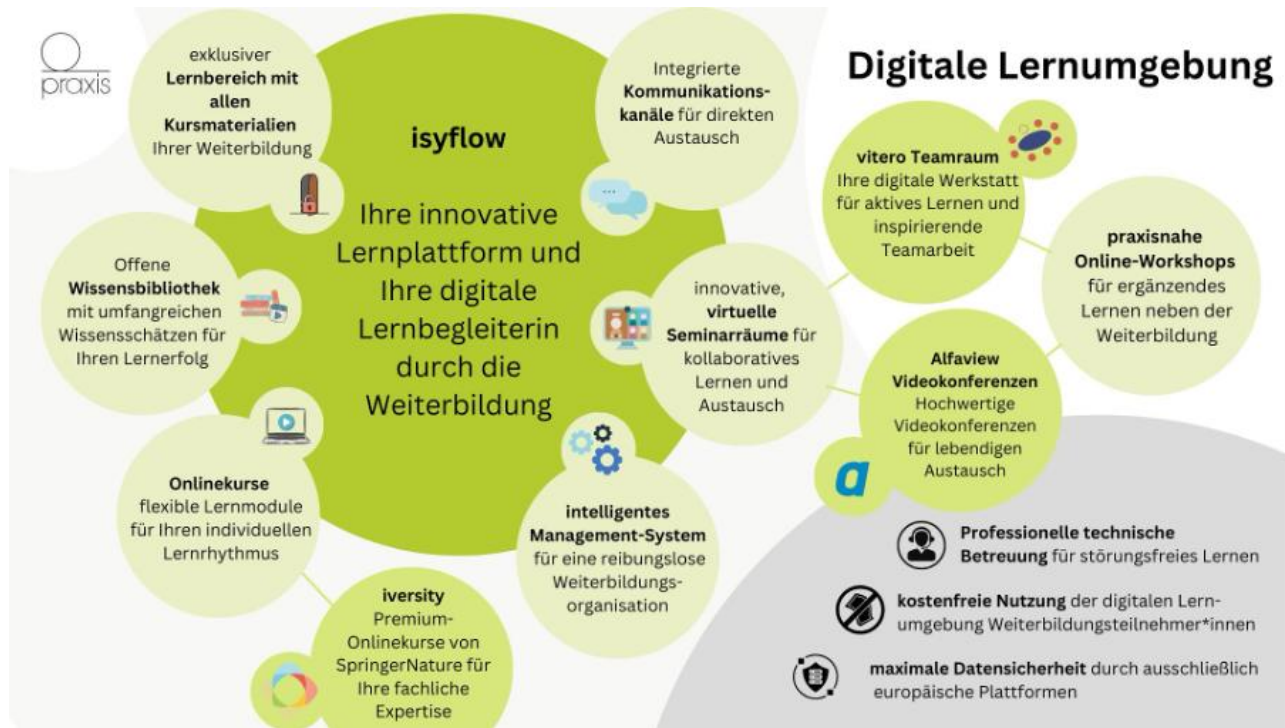 praxis
Digitale Lernumgebung
exklusiver
Lernbereich mit
allen
Kursmaterialien
Ihrer Weiterbildung
isyflow
Ihre innovative
Lernplattform und
Ihre digitale
Lernbegleiterin
durch die
Weiterbildung
Integrierte
Kommunikations-
kanäle für direkten
Austausch
Offene
Wissensbibliothek
mit umfangreichen
Wissensschätzen für
Ihren Lernerfolg
innovative,
virtuelle
Seminarräume für
kollaboratives
Lernen und
Austausch
vitero Teamraum
Ihre digitale Werkstatt
für aktives Lernen und
inspirierende
Teamarbeit
praxisnahe
Online-Workshops
für ergänzendes
Lernen neben der
Weiterbildung
Alfaview
Videokonferenzen
Hochwertige
Videokonferenzen
für lebendigen
Austausch
a
Onlinekurse
flexible Lernmodule
für Ihren individuellen
Lernrhythmus
intelligentes
Management-System
für eine reibungslose
Weiterbildungs-
organisation
iversity
Premium-
Onlinekurse von
SpringerNature für
Ihre fachliche
Expertise
Professionelle technische
Betreuung für störungsfreies Lernen
kostenfreie Nutzung der digitalen Lern-
umgebung Weiterbildungsteilnehmer*innen
maximale Datensicherheit durch ausschließlich
europäische Plattformen